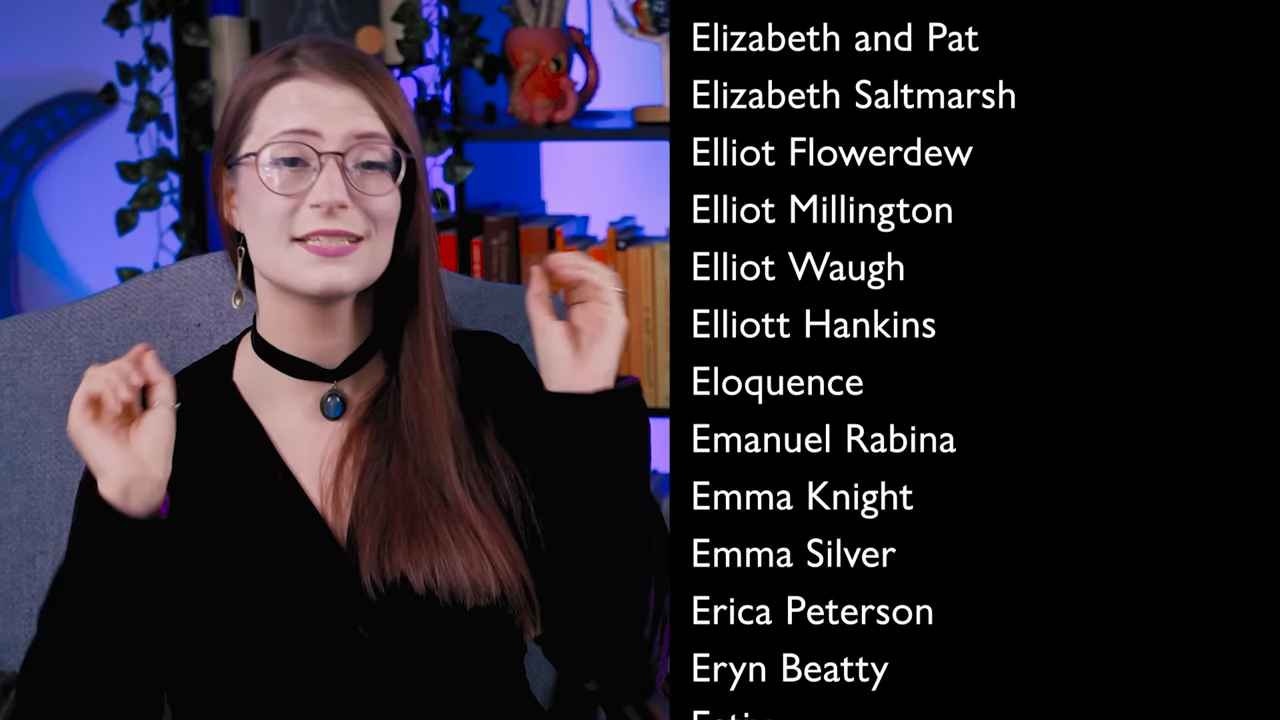 Elizabeth and Pat
Elizabeth Saltmarsh
Elliot Flowerdew
Elliot Millington
Elliot Waugh
Elliott Hankins
Eloquence
Emanuel Rabina
Emma Knight
Emma Silver
Erica Peterson
Eryn Beatty